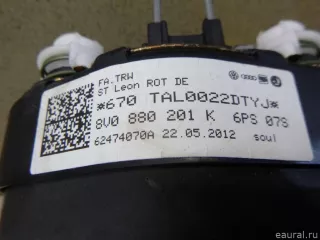 FA.TRW
ST Leon ROT DE
*670 TAL0022DTYJ*
8V0 880 201 K 6PS 07S
62474070A 22.05.2012 soul
© eaural.ru